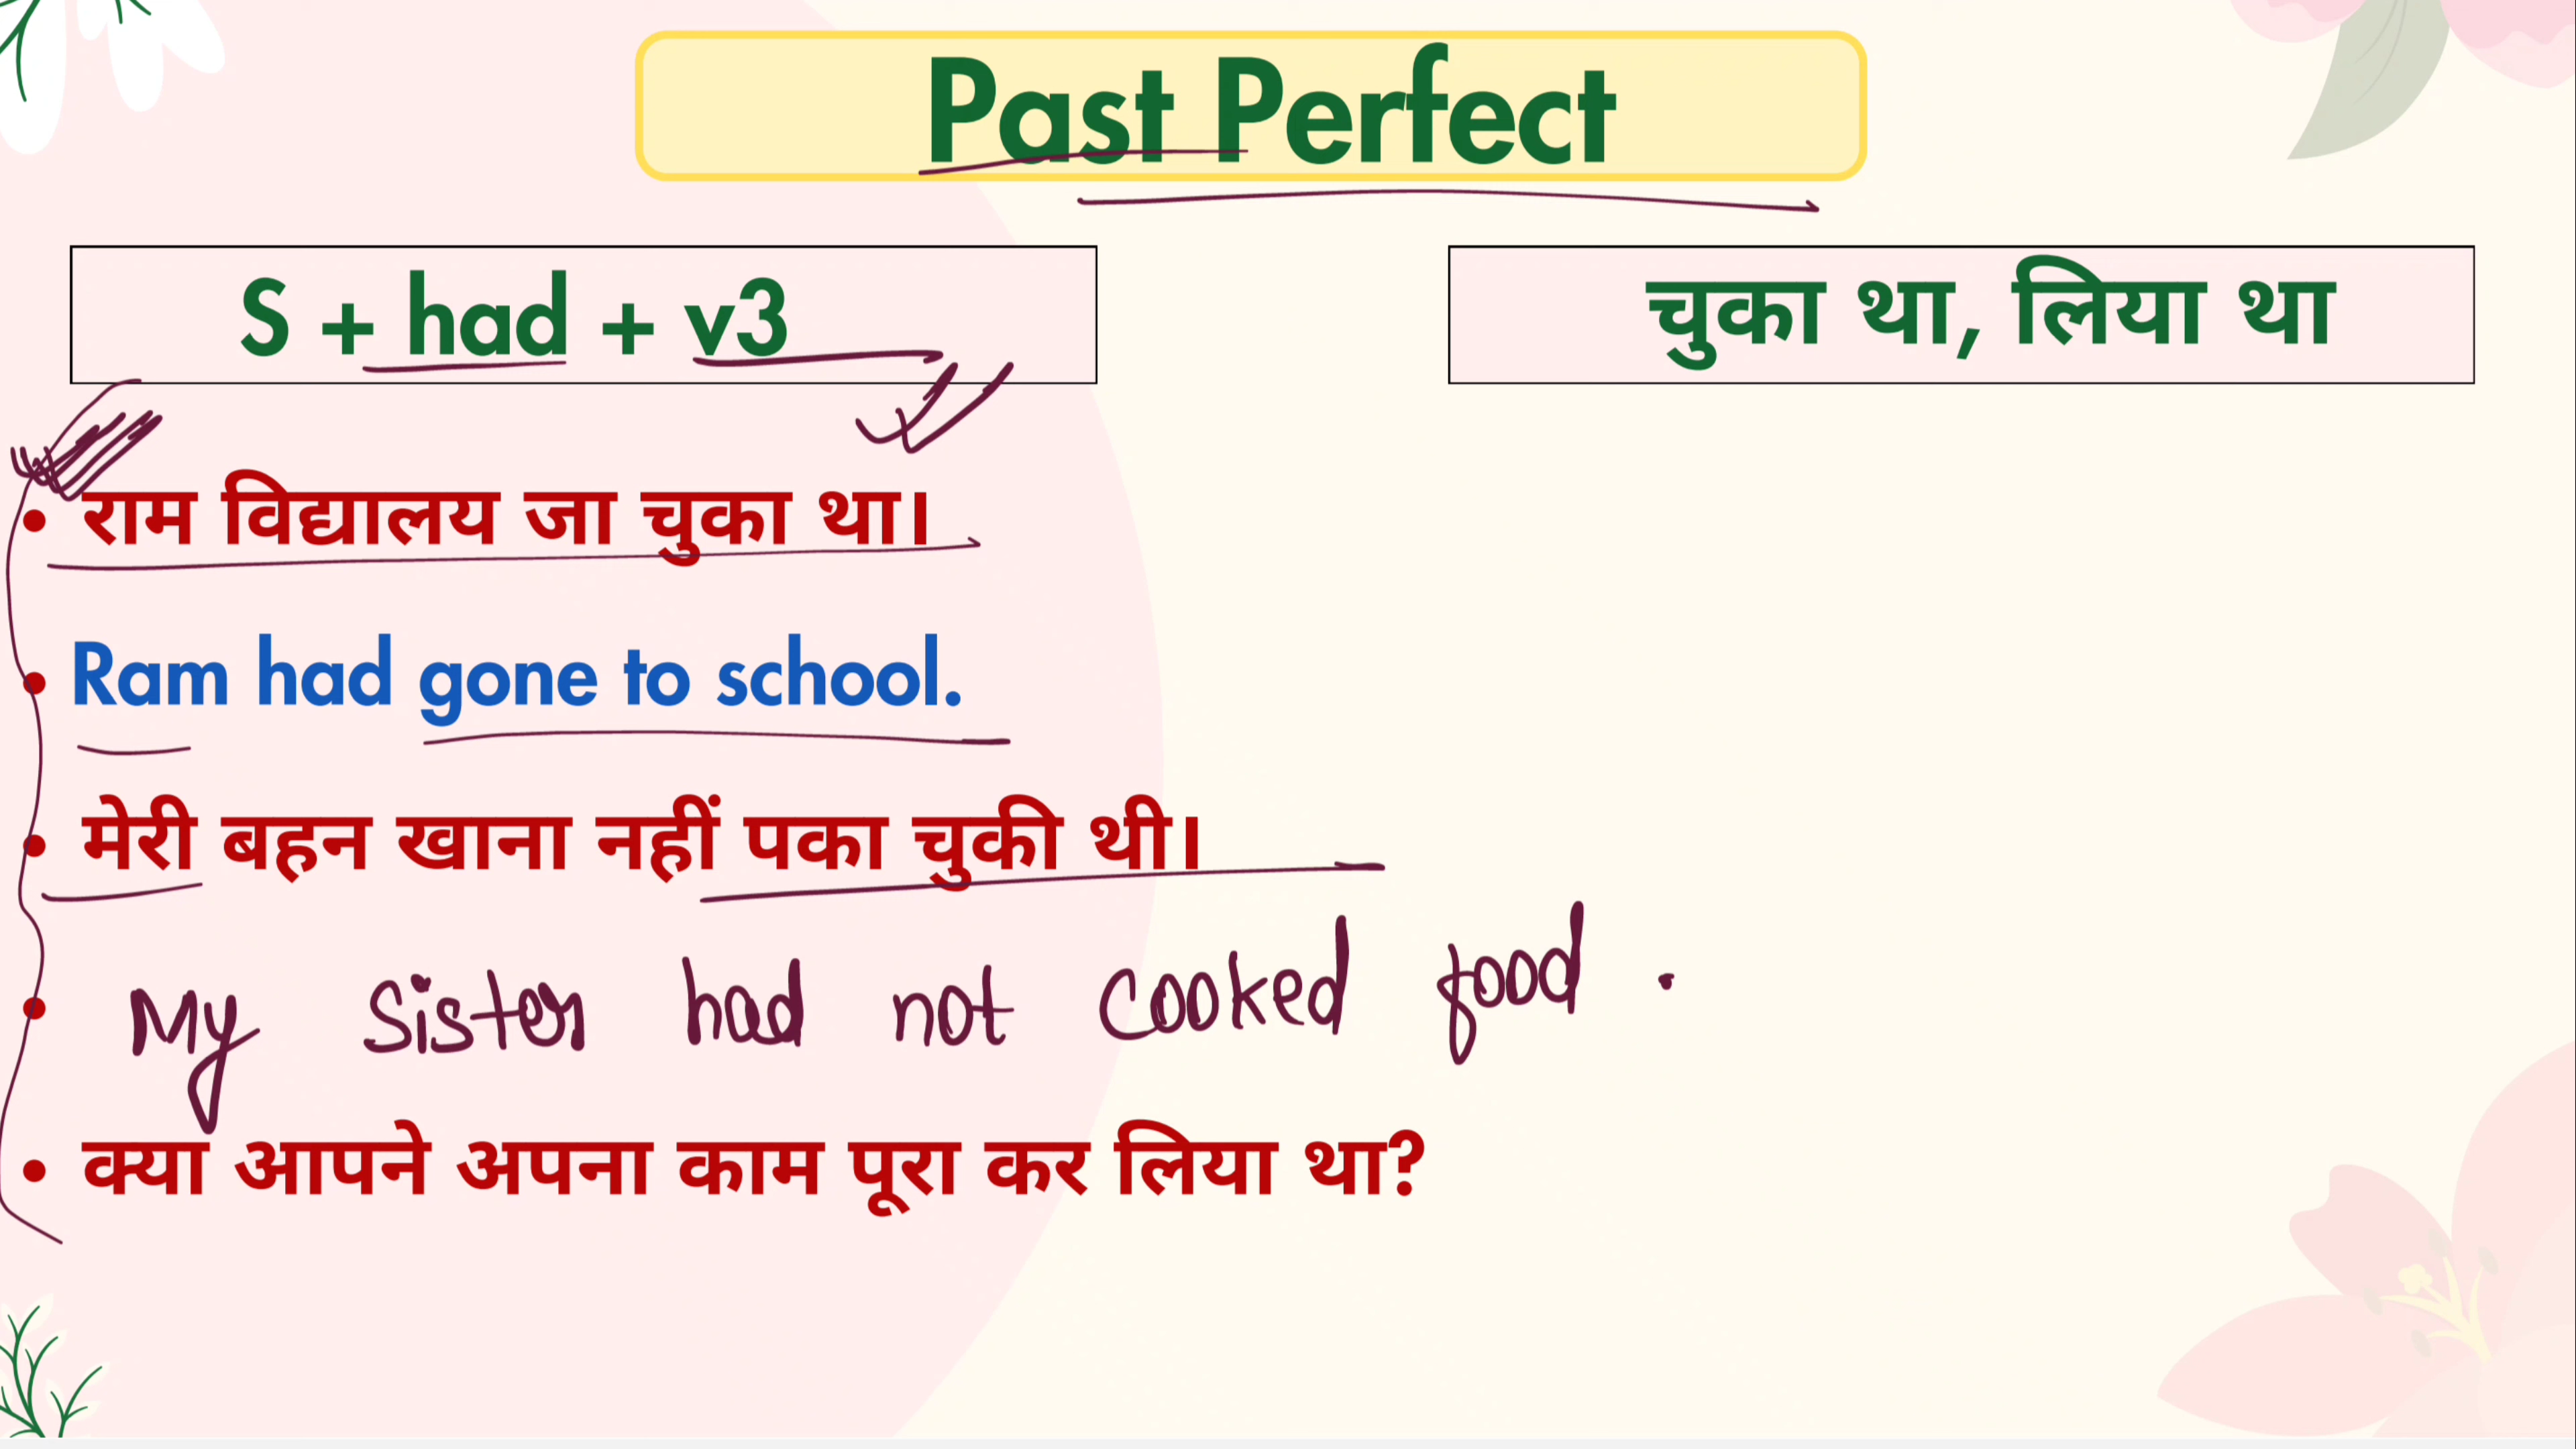 Past Perfect
S + had + v3
चुका था, लिया था
• राम विद्यालय जा चुका था।
• Ram had gone to school.
• मेरी बहन खाना नहीं पका चुकी थी।
• My sister had not cooked food.
• क्या आपने अपना काम पूरा कर लिया था?